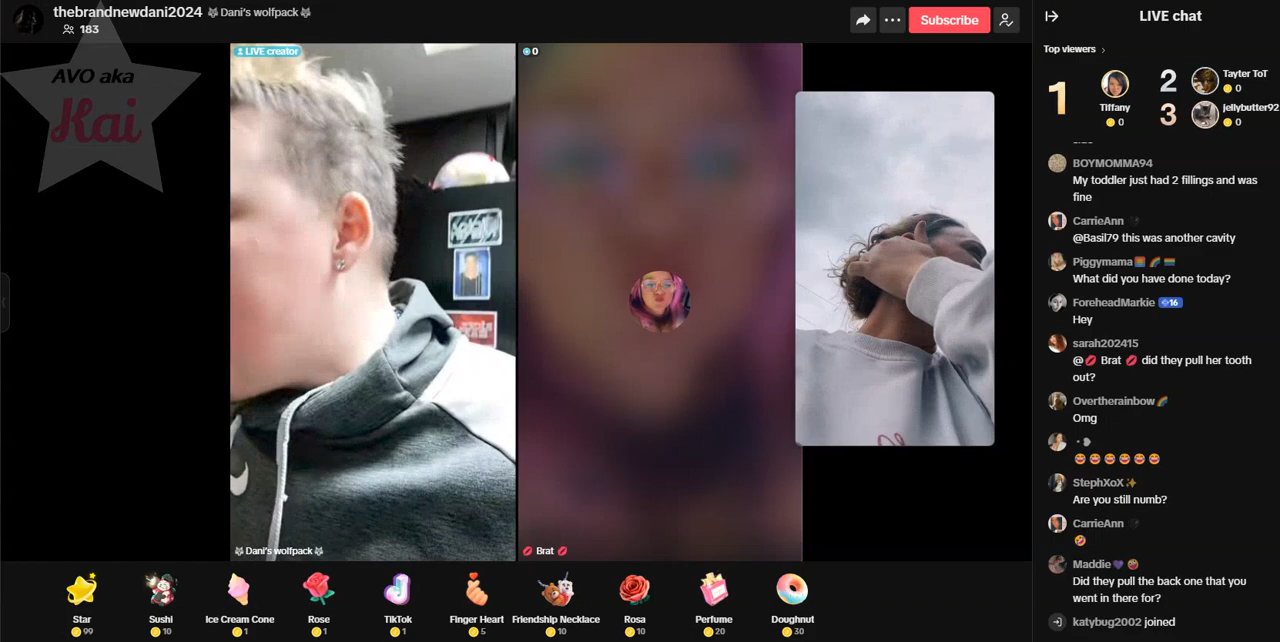 thebrandnewdani2024 🐺Dani's wolfpack🐺
183
Subscribe
AVO aka
Kai
LIVE creator
0
🐺Dani's wolfpack🐺
💋 Brat 💋
Star
99
Sushi
10
Ice Cream Cone
1
Rose
1
TikTok
1
Finger Heart
5
Friendship Necklace
10
Rosa
10
Perfume
20
Doughnut
30
LIVE chat
Top viewers
1
Tiffany
0
2
Tayter ToT
0
3
jellybutter92
0
BOYMOMMA94
My toddler just had 2 fillings and was
fine
CarrieAnn
@Basil79 this was another cavity
Piggymama
What did you have done today?
ForeheadMarkie 16
Hey
sarah202415
@💋 Brat 💋 did they pull her tooth
out?
Overtherainbow🌈
Omg
😂😂😂😂😂😂
StephXoX✨
Are you still numb?
CarrieAnn
🤣
Maddie💜
Did they pull the back one that you
went in there for?
katybug2002 joined